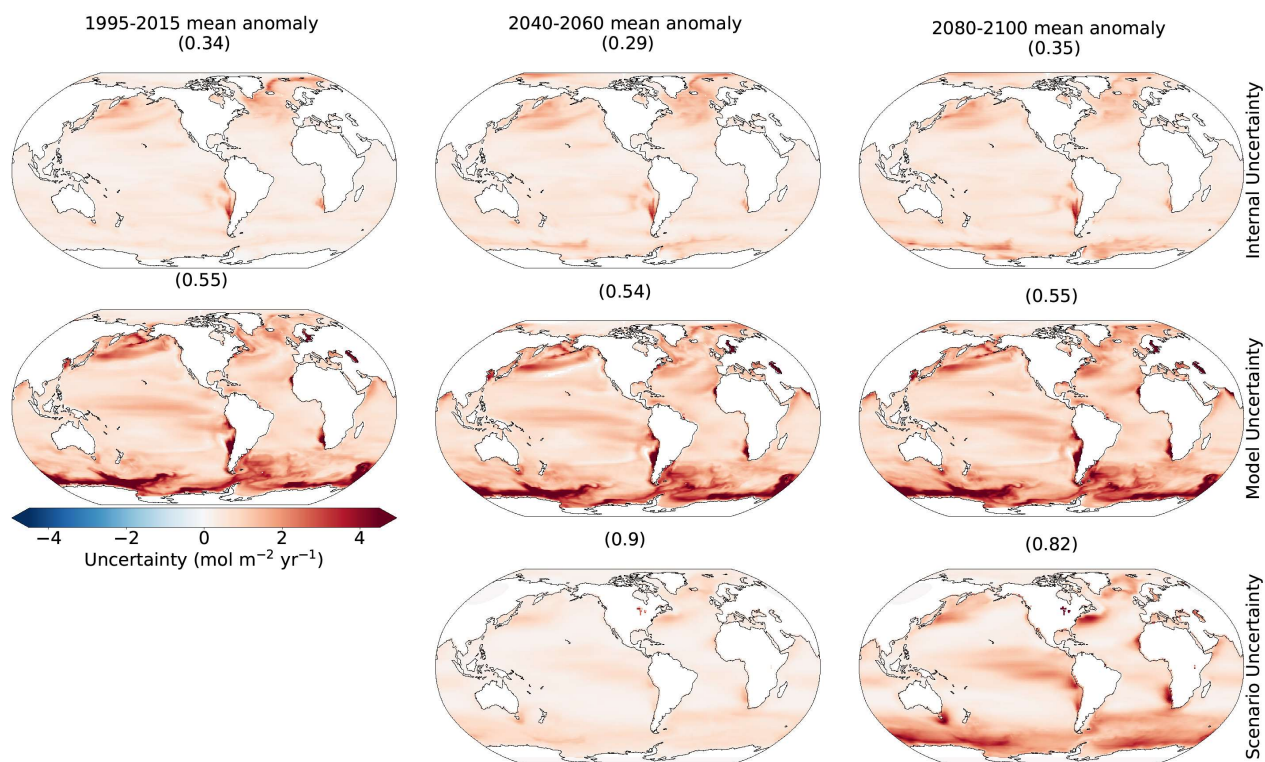 1995-2015 mean anomaly
(0.34)
2040-2060 mean anomaly
(0.29)
2080-2100 mean anomaly
(0.35)
Internal Uncertainty
(0.55)
(0.54)
(0.55)
Model Uncertainty
−4 −2 0 2 4
Uncertainty (mol m⁻² yr⁻¹)
(0.9)
(0.82)
Scenario Uncertainty